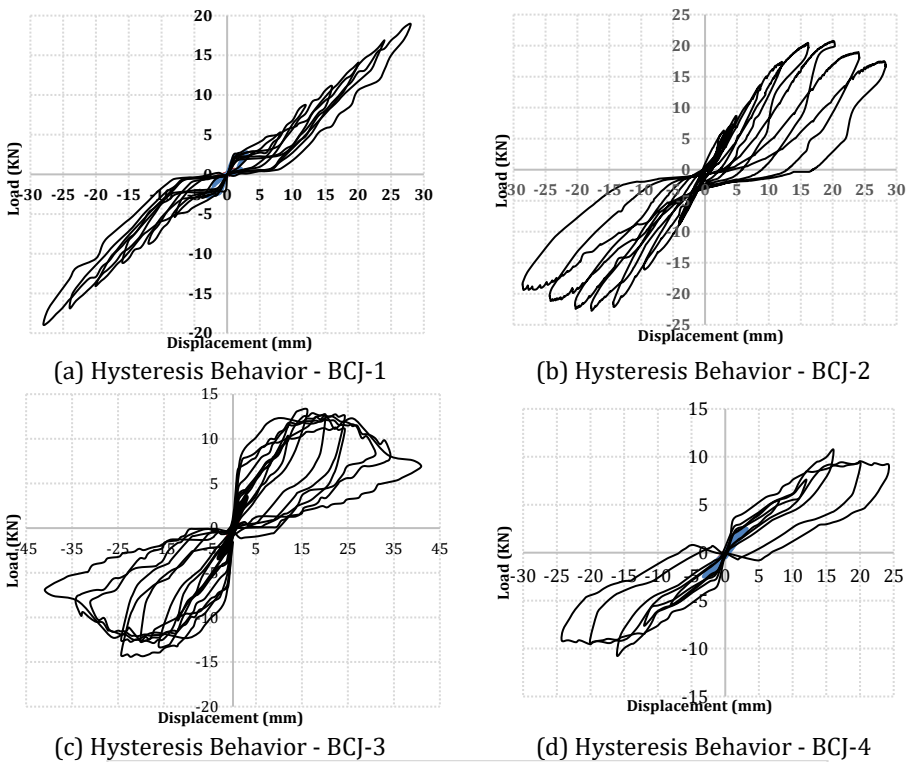 20
15
10
5
0
-5
-10
-15
-20
-30 -25 -20 -15 -10 -5 0 5 10 15 20 25 30
Load (KN)
Displacement (mm)
(a) Hysteresis Behavior - BCJ-1
25
20
15
10
5
0
-5
-10
-15
-20
-25
-30 -25 -20 -15 -10 -5 0 5 10 15 20 25 30
Load (KN)
Displacement (mm)
(b) Hysteresis Behavior - BCJ-2
15
10
5
0
-5
-10
-15
-20
-45 -35 -25 -15 -5 5 15 25 35 45
Load (KN)
Displacement (mm)
(c) Hysteresis Behavior - BCJ-3
15
10
5
0
-5
-10
-15
-30 -25 -20 -15 -10 -5 0 5 10 15 20 25
Load (KN)
Displacement (mm)
(d) Hysteresis Behavior - BCJ-4